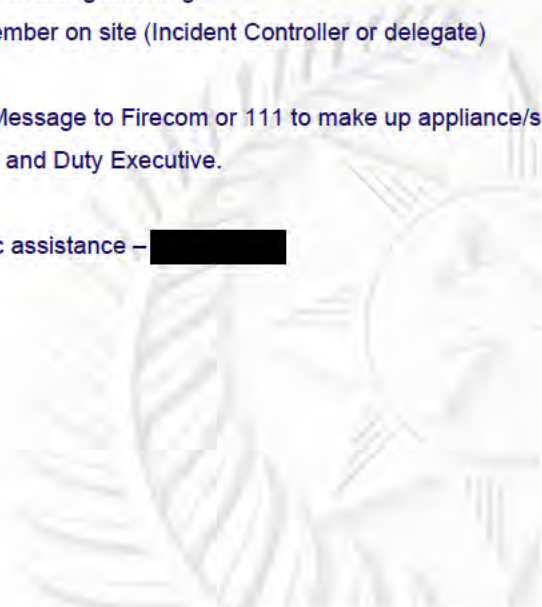 ember on site (Incident Controller or delegate)
Message to Firecom or 111 to make up appliance/s
and Duty Executive.
c assistance –